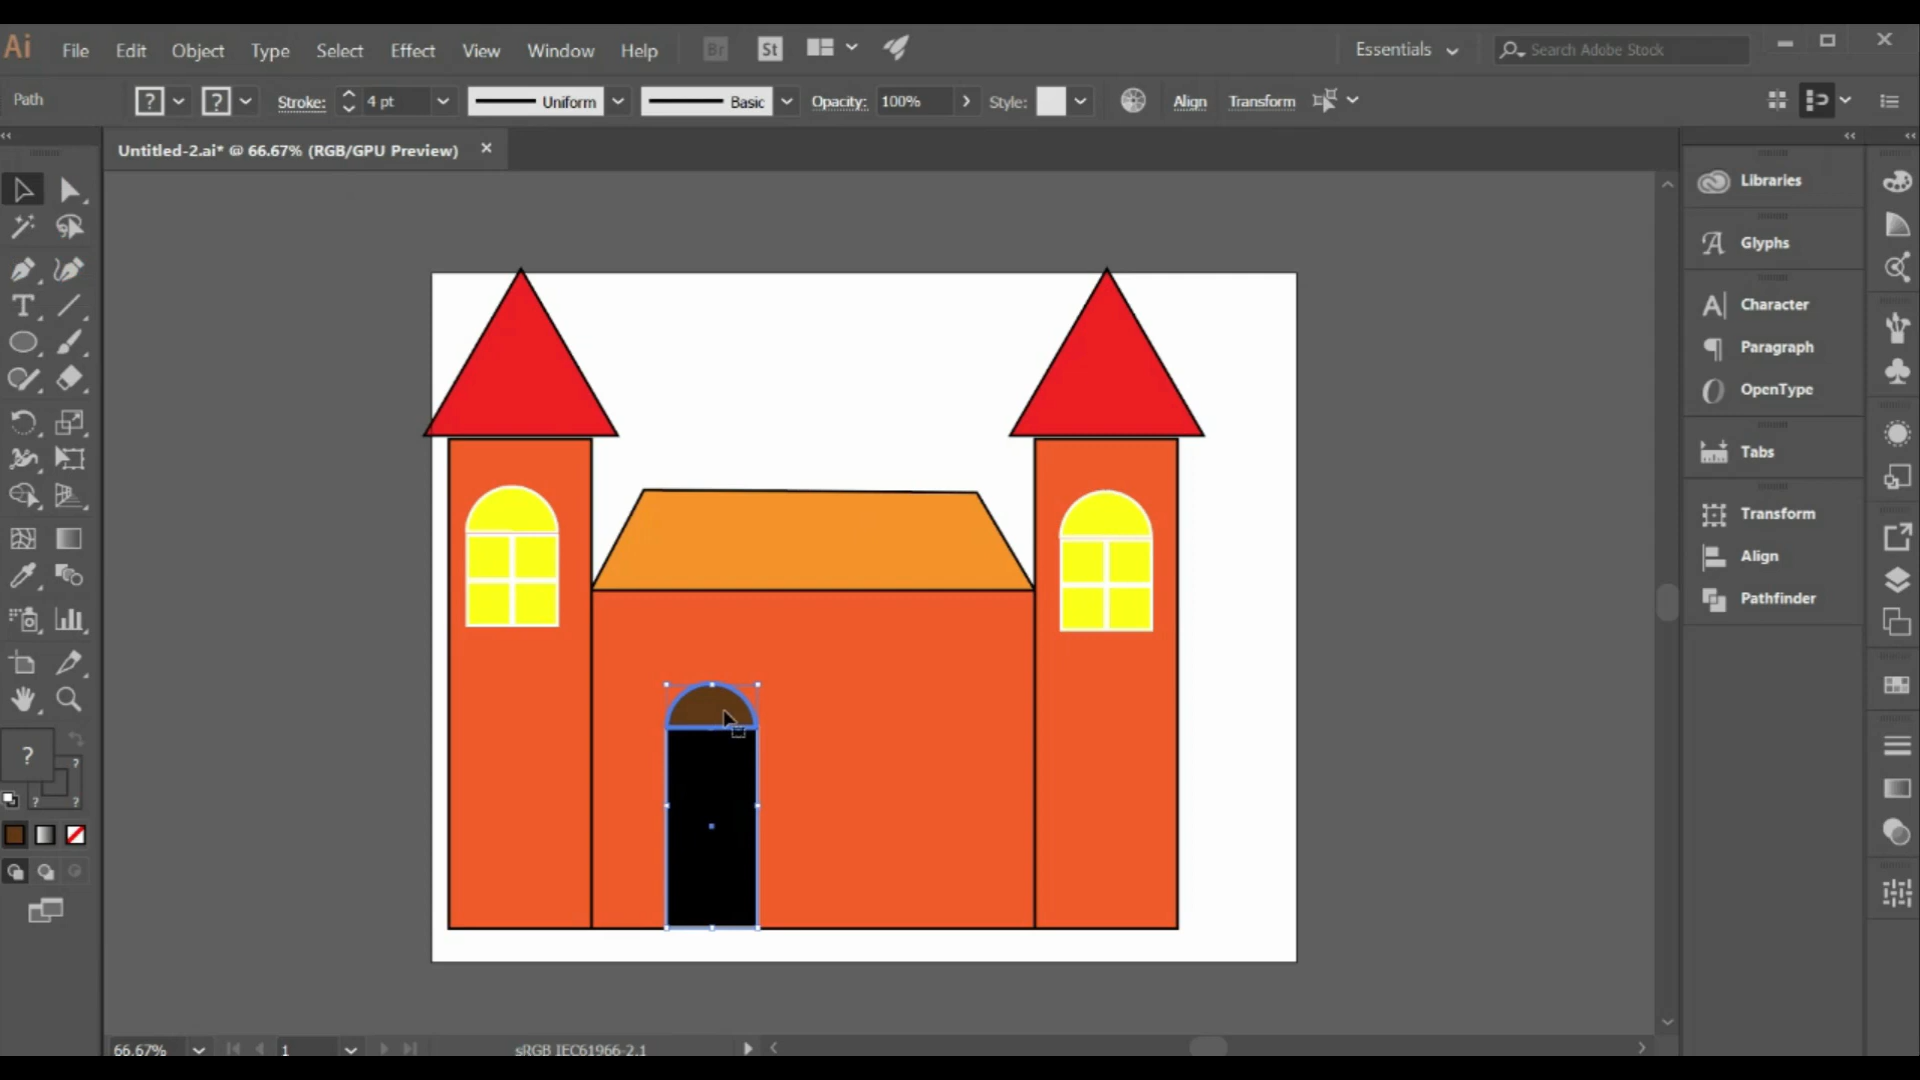 Ai File Edit Object Type Select Effect View Window Help Br St Essentials Search Adobe Stock
Path ? ? Stroke: 4 pt Uniform Basic Opacity: 100% Style: Align Transform
Untitled-2.ai* @ 66.67% (RGB/GPU Preview)
Libraries
Glyphs
Character
Paragraph
OpenType
Tabs
Transform
Align
Pathfinder
?
?
? ?
66.67% 1 sRGB IEC61966-2.1